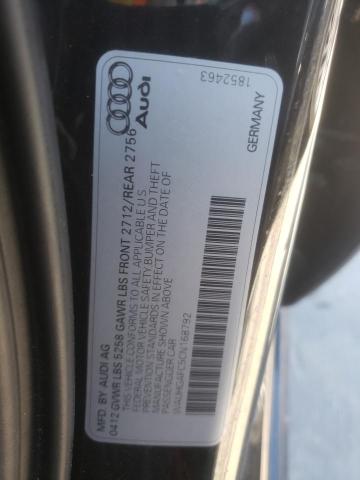 1852463
GERMANY
Audi
MFD. BY AUDI AG
0412 GVWR LBS 5258 GAWR LBS FRONT 2712/REAR 2756
VEHICLE CONFORMS TO ALL APPLICABLE U.S.
FEDERAL MOTOR VEHICLE SAFETY, BUMPER AND THEFT
PREVENTION STANDARDS IN EFFECT ON THE DATE OF
MANUFACTURE SHOWN ABOVE
PASSENGER CAR
WAUHGAFC5CN168792